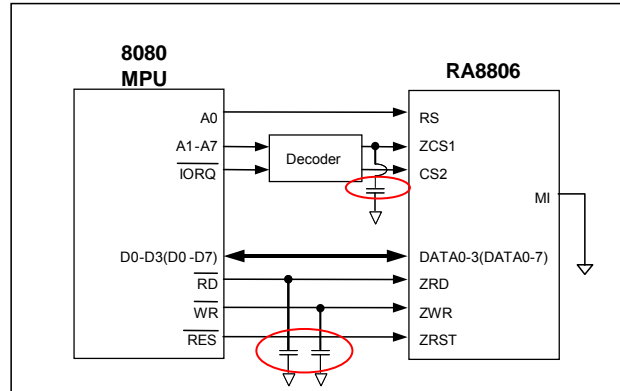 8080
MPU
RA8806
A0
RS
A1-A7
Decoder
ZCS1
IORQ
CS2
MI
D0-D3(D0 -D7)
DATA0-3(DATA0-7)
RD
ZRD
WR
ZWR
RES
ZRST